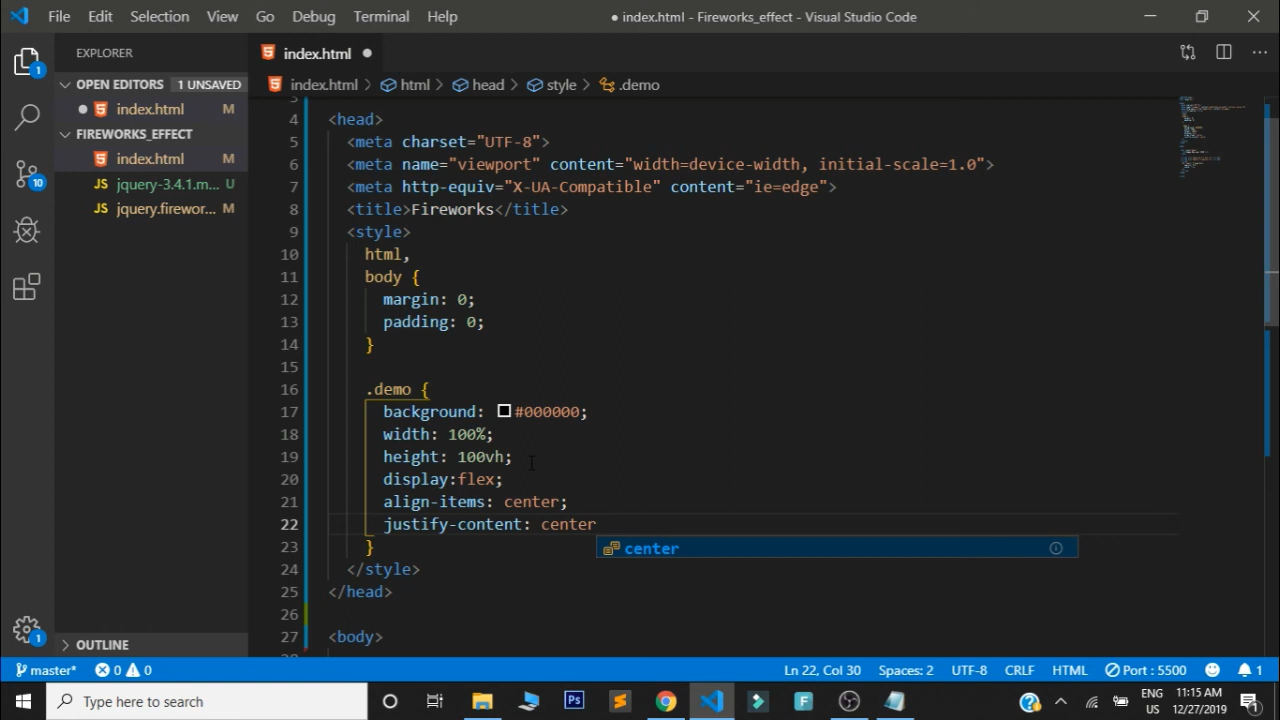 File Edit Selection View Go Debug Terminal Help ● index.html - Fireworks_effect - Visual Studio Code
EXPLORER
index.html
OPEN EDITORS 1 UNSAVED
index.html > html > head > style > .demo
index.html M
FIREWORKS_EFFECT
index.html M
jquery-3.4.1.m... U
jquery.firewor... M
1
10
3
4 <head>
5 <meta charset="UTF-8">
6 <meta name="viewport" content="width=device-width, initial-scale=1.0">
7 <meta http-equiv="X-UA-Compatible" content="ie=edge">
8 <title>Fireworks</title>
9 <style>
10 html,
11 body {
12 margin: 0;
13 padding: 0;
14 }
15
16 .demo {
17 background: #000000;
18 width: 100%;
19 height: 100vh;
20 display:flex;
21 align-items: center;
22 justify-content: center
center
23 }
24 </style>
25 </head>
26
27 <body>
1
OUTLINE
master* 0 0 Ln 22, Col 30 Spaces: 2 UTF-8 CRLF HTML Port : 5500 1
Type here to search
Ps
F
ENG
US
11:15 AM
12/27/2019
1